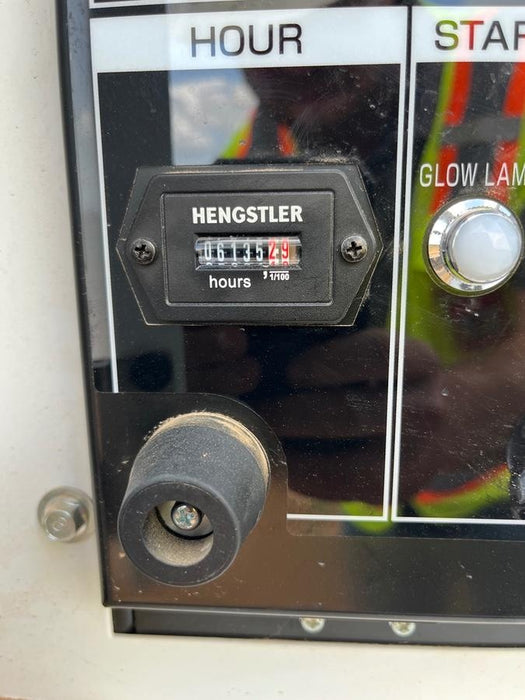 HOUR
STAR
GLOW LAM
HENGSTLER
0613529
hours , 1/100